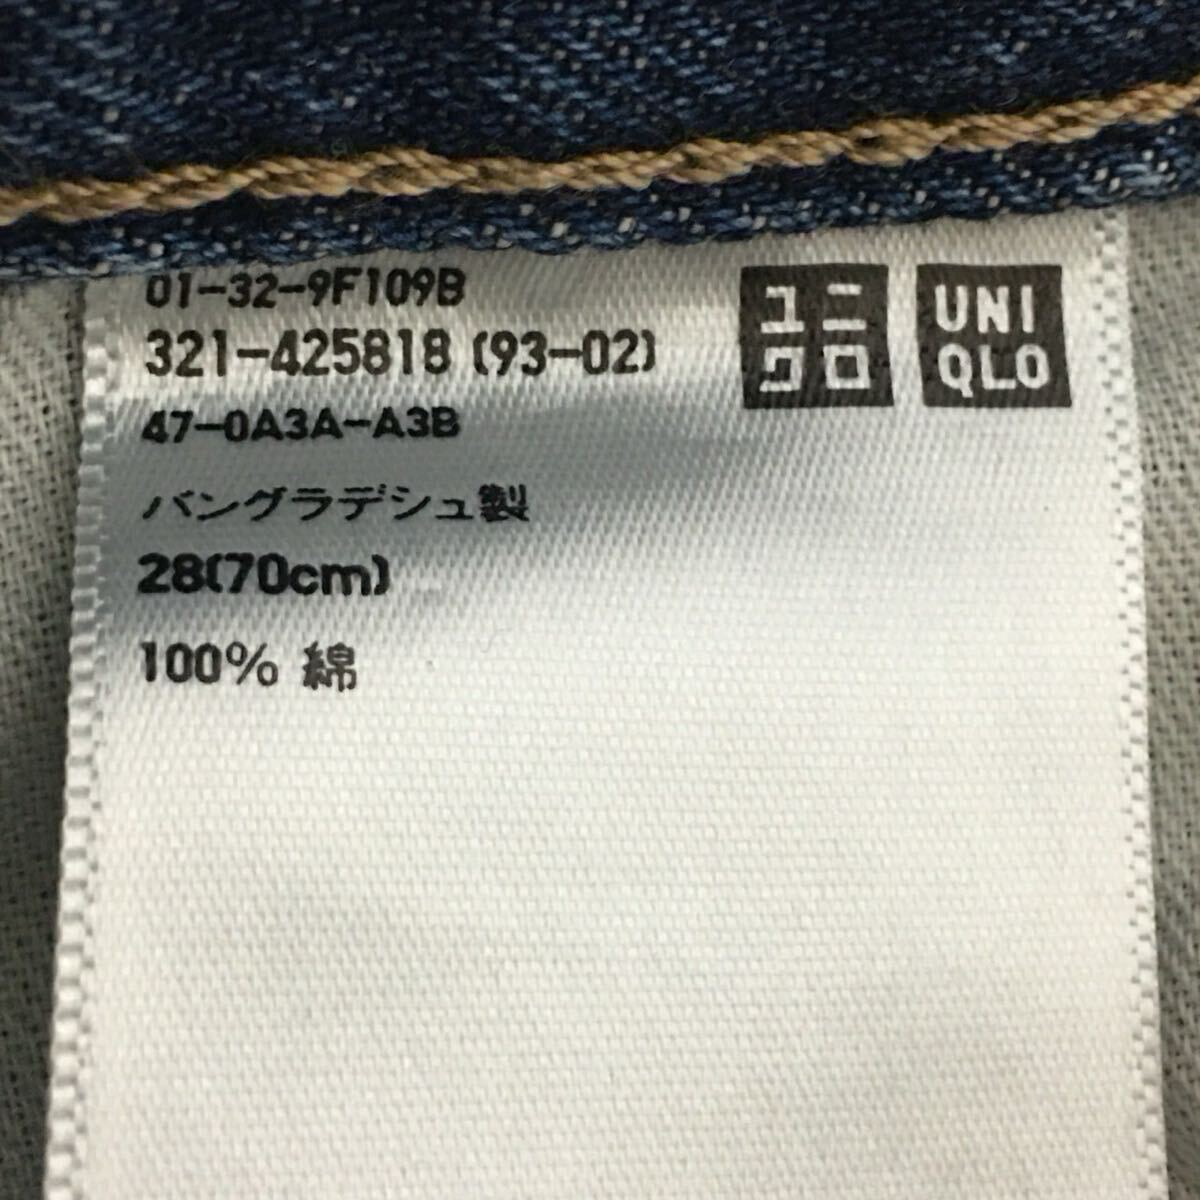 01-32-9F109B
321-425818 (93-02)
47-0A3A-A3B
バングラデシュ製
28(70cm)
100% 綿
ユニ
クロ
UNI
QLO